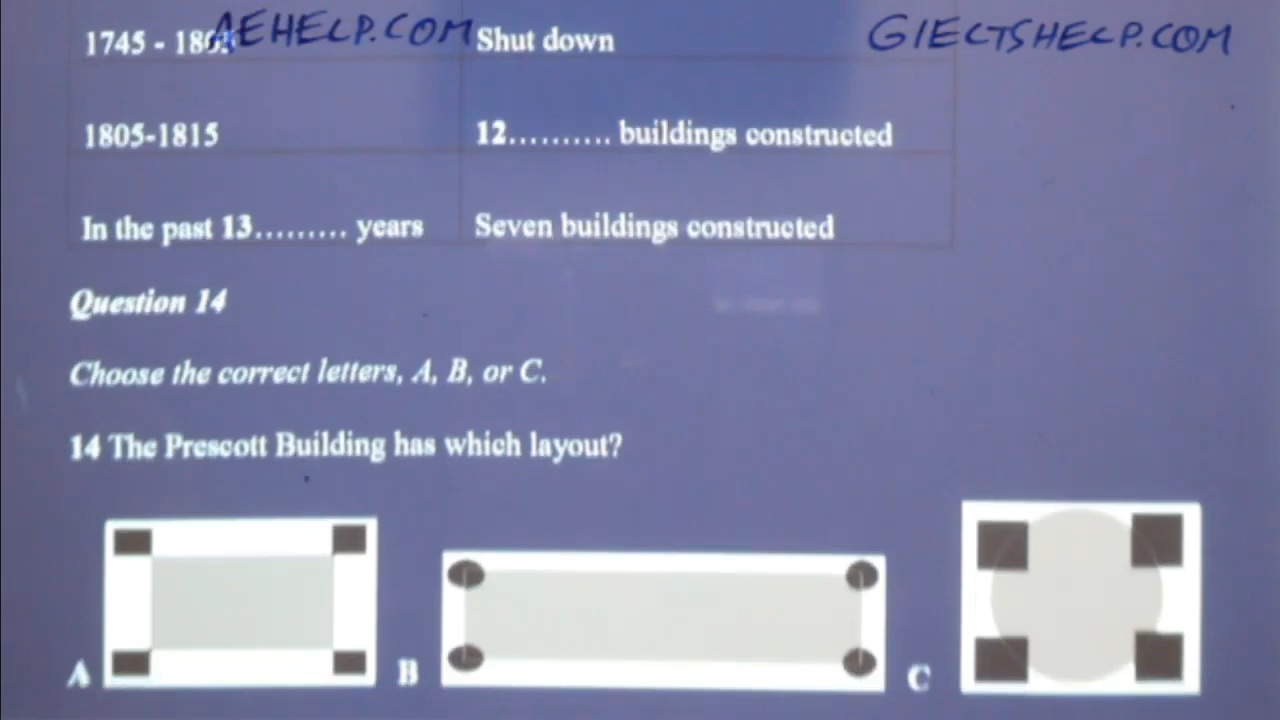 AEHELP.COM
GIELTSHELP.COM
1745 - 180
Shut down
1805-1815
12.......... buildings constructed
In the past 13......... years
Seven buildings constructed
Question 14
Choose the correct letters, A, B, or C.
14 The Prescott Building has which layout?
A
B
C